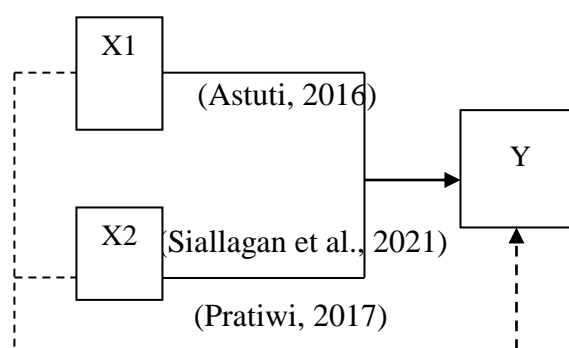 X1
(Astuti, 2016)
Y
X2
(Siallagan et al., 2021)
(Pratiwi, 2017)